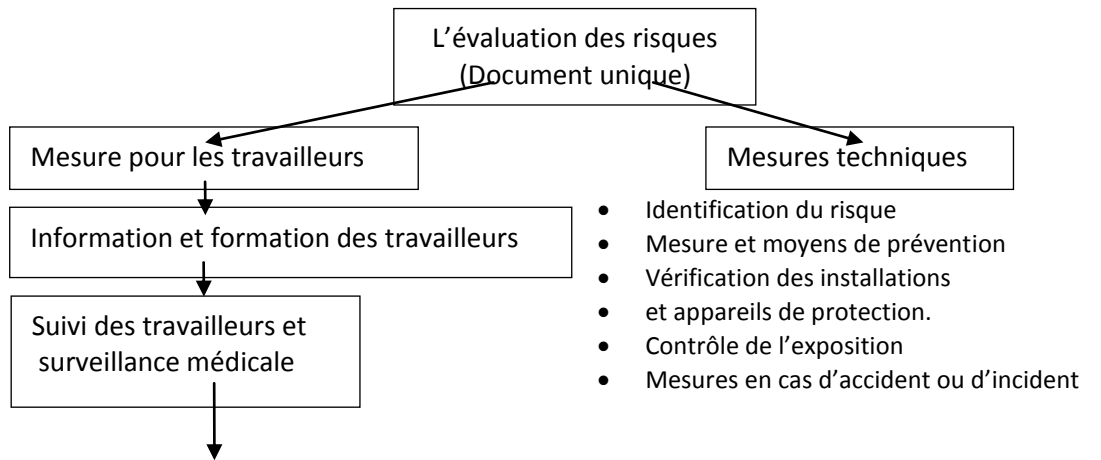 L’évaluation des risques
(Document unique)
Mesure pour les travailleurs
Mesures techniques
Information et formation des travailleurs
Suivi des travailleurs et
surveillance médicale
• Identification du risque
• Mesure et moyens de prévention
• Vérification des installations
• et appareils de protection.
• Contrôle de l’exposition
• Mesures en cas d’accident ou d’incident